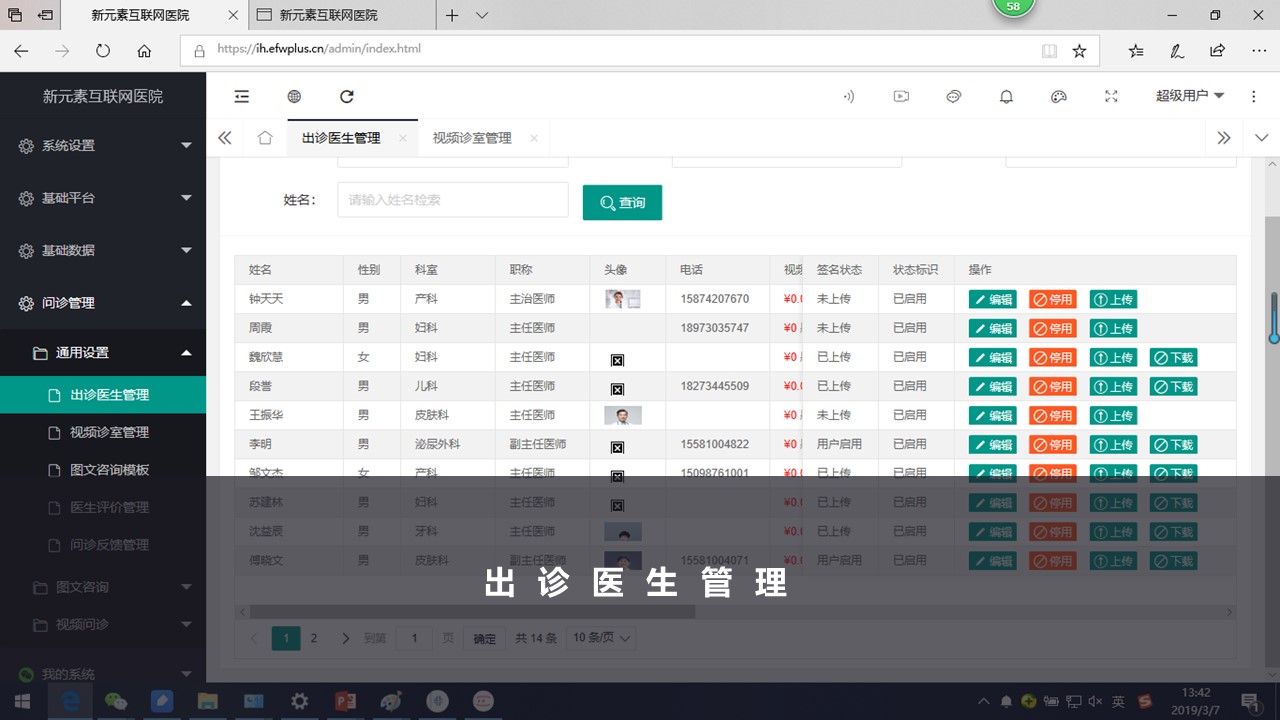 新元素互联网医院
新元素互联网医院
58
https://ih.efwplus.cn/admin/index.html
新元素互联网医院
超级用户
出诊医生管理
视频诊室管理
系统设置
基础平台
基础数据
问诊管理
通用设置
出诊医生管理
视频诊室管理
图文咨询模板
医生评价管理
问诊反馈管理
图文咨询
视频问诊
我的系统
姓名：
请输入姓名检索
查询
姓名 性别 科室 职称 头像 电话 视频 签名状态 状态标识 操作
钟天天 男 产科 主治医师 15874207670 ¥0.0 未上传 已启用 编辑 停用 上传
周霞 男 妇科 主任医师 18973035747 ¥0 未上传 已启用 编辑 停用 上传
魏欣慧 女 妇科 主任医师 ¥0 已上传 已启用 编辑 停用 上传 下载
段誉 男 儿科 主任医师 18273445509 ¥0 已上传 已启用 编辑 停用 上传 下载
王振华 男 皮肤科 主任医师 ¥0 未上传 已启用 编辑 停用 上传
李明 男 泌尿外科 副主任医师 15581004822 ¥0 用户启用 已启用 编辑 停用 上传 下载
邹文杰 女 产科 主任医师 15098761001 ¥0. 已上传 已启用 编辑 停用 上传 下载
苏建林 男 妇科 主任医师 ¥0. 已上传 已启用 编辑 停用 上传 下载
沈益辰 男 牙科 主任医师 ¥0. 已上传 已启用 编辑 停用 上传 下载
傅晓文 男 皮肤科 副主任医师 15581004071 ¥0. 用户启用 已启用 编辑 停用 上传 下载
出诊医生管理
1 2 到第 1 页 确定 共 14 条 10 条/页
英
13:42
2019/3/7
1